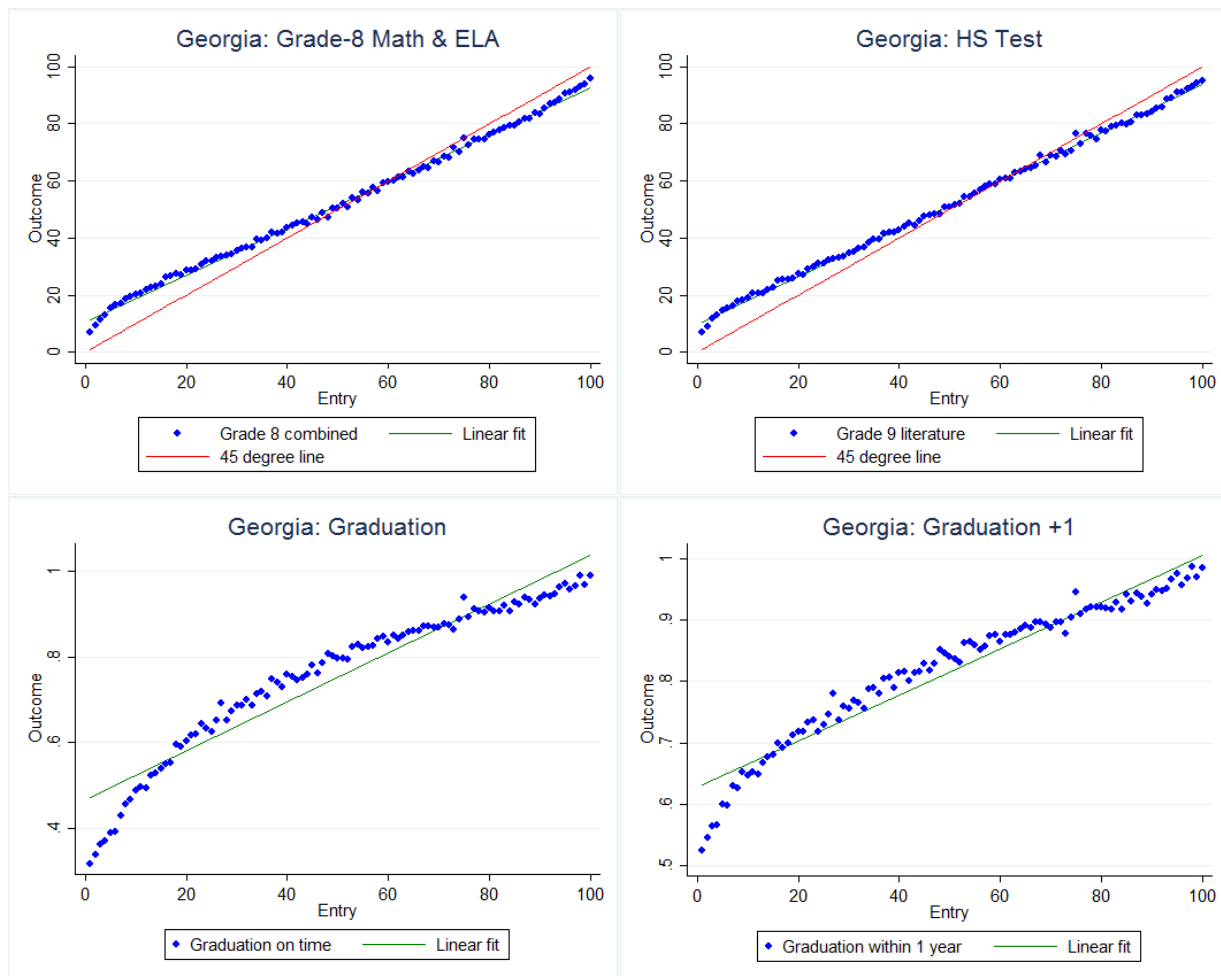 Georgia: Grade-8 Math & ELA
100
80
60
40
20
0
Outcome
0 20 40 60 80 100
Entry
Grade 8 combined Linear fit
45 degree line
Georgia: HS Test
100
80
60
40
20
0
Outcome
0 20 40 60 80 100
Entry
Grade 9 literature Linear fit
45 degree line
Georgia: Graduation
1
.8
.6
.4
Outcome
0 20 40 60 80 100
Entry
Graduation on time Linear fit
Georgia: Graduation +1
1
.9
.8
.7
.6
.5
Outcome
0 20 40 60 80 100
Entry
Graduation within 1 year Linear fit